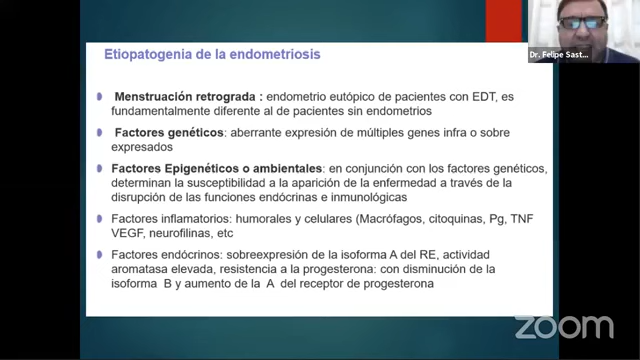 Etiopatogenia de la endometriosis
Menstruación retrograda : endometrio eutópico de pacientes con EDT, es
fundamentalmente diferente al de pacientes sin endometrios
Factores genéticos: aberrante expresión de múltiples genes infra o sobre
expresados
Factores Epigenéticos o ambientales: en conjunción con los factores genéticos,
determinan la susceptibilidad a la aparición de la enfermedad a través de la
disrupción de las funciones endócrinas e inmunológicas
Factores inflamatorios: humorales y celulares (Macrófagos, citoquinas, Pg, TNF
VEGF, neurofilinas, etc
Factores endócrinos: sobreexpresión de la isoforma A del RE, actividad
aromatasa elevada, resistencia a la progesterona: con disminución de la
isoforma B y aumento de la A del receptor de progesterona
Dr. Felipe Sast...
zoom